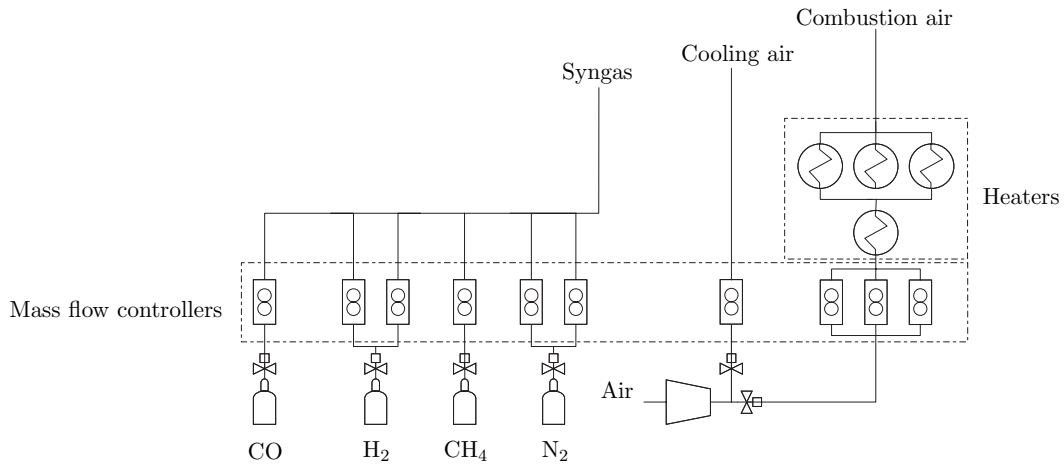 Combustion air
Cooling air
Syngas
Heaters
Mass flow controllers
Air
CO
H₂
CH₄
N₂